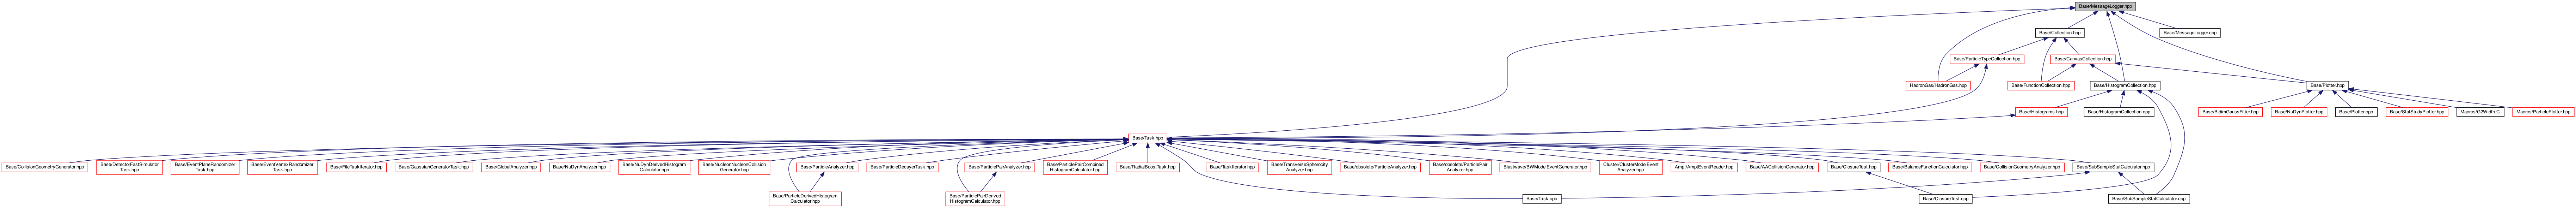 Base/MessageLogger.hpp
Base/Collection.hpp
Base/MessageLogger.cpp
Base/ParticleTypeCollection.hpp
Base/CanvasCollection.hpp
HadronGas/HadronGas.hpp
Base/FunctionCollection.hpp
Base/HistogramCollection.hpp
Base/Plotter.hpp
Base/Histograms.hpp
Base/HistogramCollection.cpp
Base/BidimGaussFitter.hpp
Base/NuDynPlotter.hpp
Base/Plotter.cpp
Base/StatStudyPlotter.hpp
Macros/G2Width.C
Macros/ParticlePlotter.hpp
Base/Task.hpp
Base/CollisionGeometryGenerator.hpp
Base/DetectorFastSimulator
Task.hpp
Base/EventPlaneRandomizer
Task.hpp
Base/EventVertexRandomizer
Task.hpp
Base/FileTaskIterator.hpp
Base/GaussianGeneratorTask.hpp
Base/GlobalAnalyzer.hpp
Base/NuDynAnalyzer.hpp
Base/NuDynDerivedHistogram
Calculator.hpp
Base/NucleonNucleonCollision
Generator.hpp
Base/ParticleAnalyzer.hpp
Base/ParticleDecayerTask.hpp
Base/ParticlePairAnalyzer.hpp
Base/ParticlePairCombined
HistogramCalculator.hpp
Base/RadialBoostTask.hpp
Base/TaskIterator.hpp
Base/TransverseSpherocity
Analyzer.hpp
Base/obsolete/ParticleAnalyzer.hpp
Base/obsolete/ParticlePair
Analyzer.hpp
Blastwave/BWModelEventGenerator.hpp
Cluster/ClusterModelEvent
Analyzer.hpp
Ampt/AmptEventReader.hpp
Base/AACollisionGenerator.hpp
Base/ClosureTest.hpp
Base/BalanceFunctionCalculator.hpp
Base/CollisionGeometryAnalyzer.hpp
Base/SubSampleStatCalculator.hpp
Base/ParticleDerivedHistogram
Calculator.hpp
Base/ParticlePairDerived
HistogramCalculator.hpp
Base/Task.cpp
Base/ClosureTest.cpp
Base/SubSampleStatCalculator.cpp